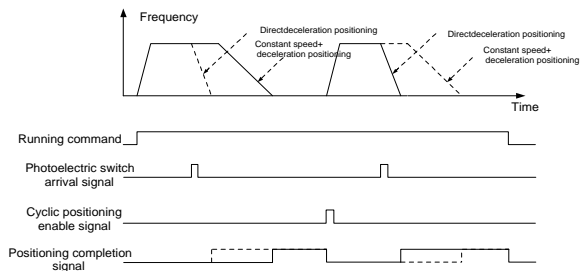 Frequency
Directdeceleration positioning
Constant speed+
deceleration positioning
Directdeceleration positioning
Constant speed+
deceleration positioning
Time
Running command
Photoelectric switch
arrival signal
Cyclic positioning
enable signal
Positioning completion
signal